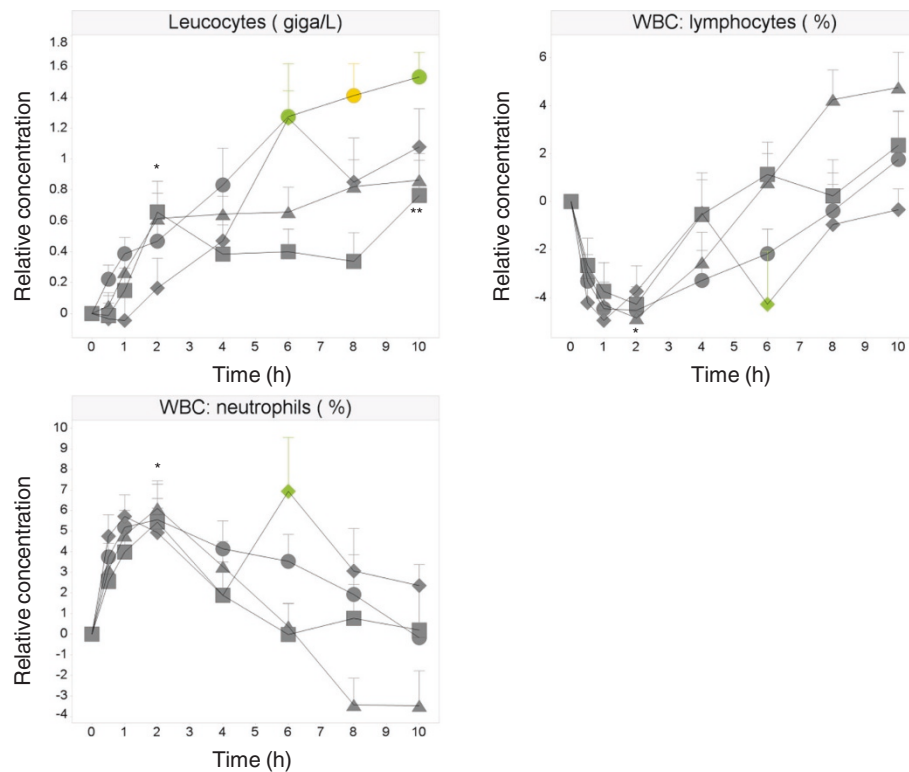 Leucocytes ( giga/L)
Relative concentration
1.8
1.6
1.4
1.2
1
0.8
0.6
0.4
0.2
0
*
**
0 1 2 3 4 5 6 7 8 9 10
Time (h)
WBC: lymphocytes ( %)
Relative concentration
6
4
2
0
-2
-4
*
0 1 2 3 4 5 6 7 8 9 10
Time (h)
WBC: neutrophils ( %)
Relative concentration
10
9
8
7
6
5
4
3
2
1
0
-1
-2
-3
-4
*
0 1 2 3 4 5 6 7 8 9 10
Time (h)